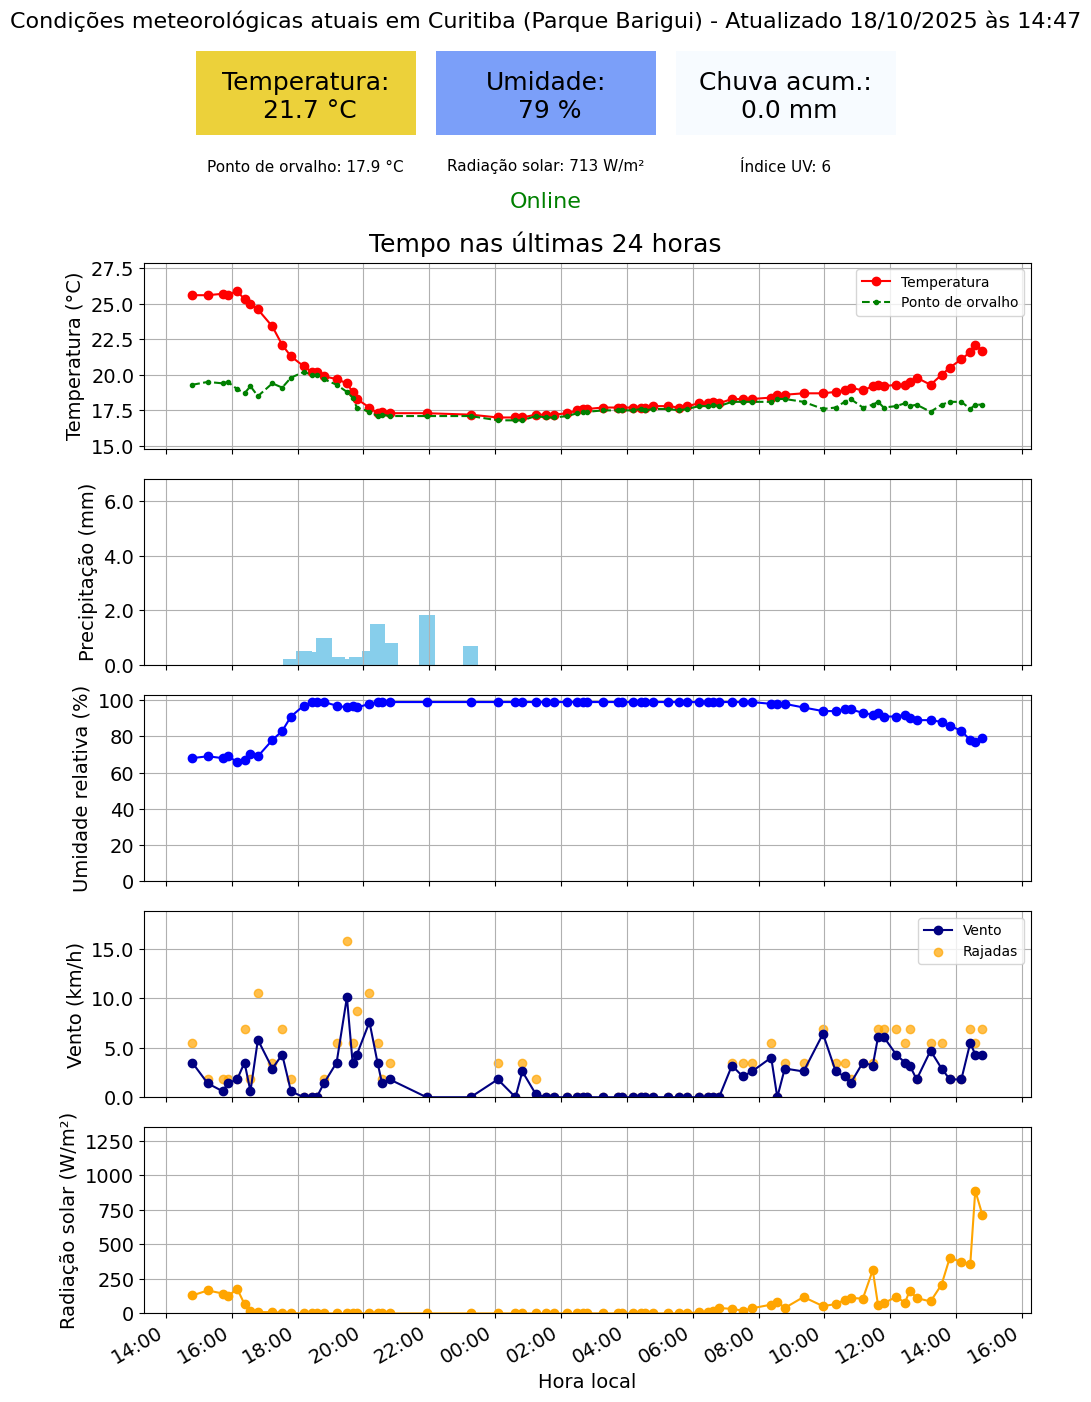 Condições meteorológicas atuais em Curitiba (Parque Barigui) - Atualizado 18/10/2025 às 14:47
Temperatura:
21.7 °C
Umidade:
79 %
Chuva acum.:
0.0 mm
Ponto de orvalho: 17.9 °C
Radiação solar: 713 W/m²
Índice UV: 6
Online
Tempo nas últimas 24 horas
Temperatura (°C)
27.5
25.0
22.5
20.0
17.5
15.0
Temperatura
Ponto de orvalho
Precipitação (mm)
6.0
4.0
2.0
0.0
Umidade relativa (%)
100
80
60
40
20
0
Vento (km/h)
15.0
10.0
5.0
0.0
Vento
Rajadas
Radiação solar (W/m²)
1250
1000
750
500
250
0
14:00
16:00
18:00
20:00
22:00
00:00
02:00
04:00
06:00
08:00
10:00
12:00
14:00
16:00
Hora local